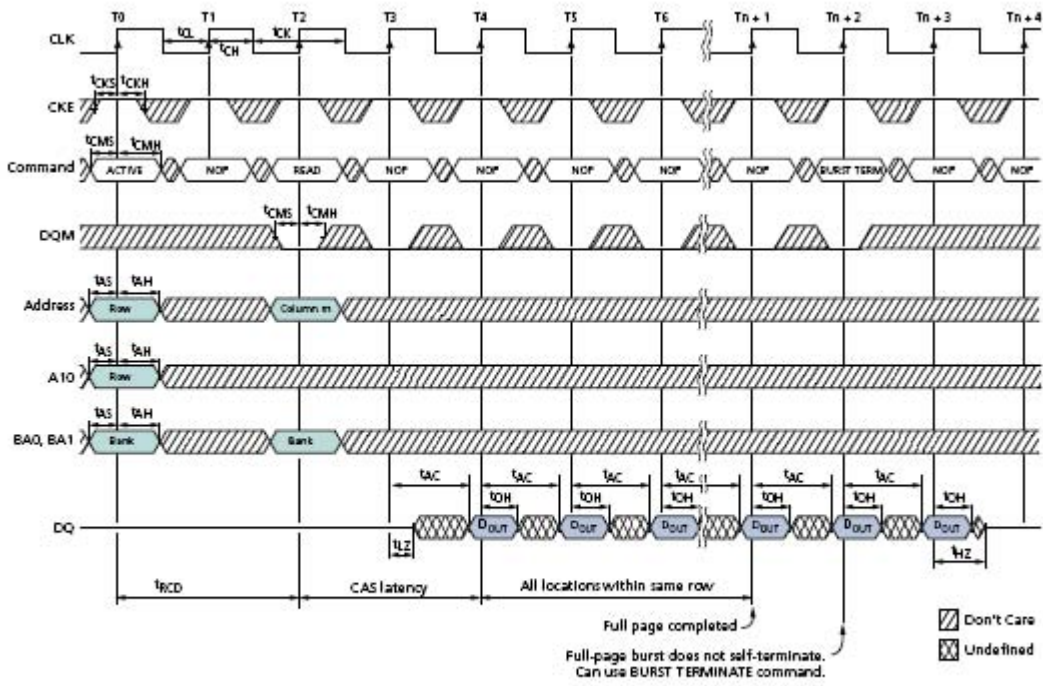 T0 T1 T2 T3 T4 T5 T6 Tn + 1 Tn + 2 Tn + 3 Tn + 4
CLK tCL tCK
tCH
tCKS tCKH
CKE
tCMS tCMH
Command ACTIVE NOP READ NOP NOP NOP NOP NOP BURST TERM NOP NOP
tCMS tCMH
DQM
tAS tAH
Address Row Column m
tAS tAH
A10 Row
tAS tAH
BA0, BA1 Bank Bank
tAC tAC tAC tAC tAC tAC
tOH tOH tOH tOH tOH tOH
DQ DOUT DOUT DOUT DOUT DOUT DOUT
tLZ tHZ
tRCD CAS latency All locations within same row
Full page completed
Don't Care
Full-page burst does not self-terminate.
Undefined
Can use BURST TERMINATE command.